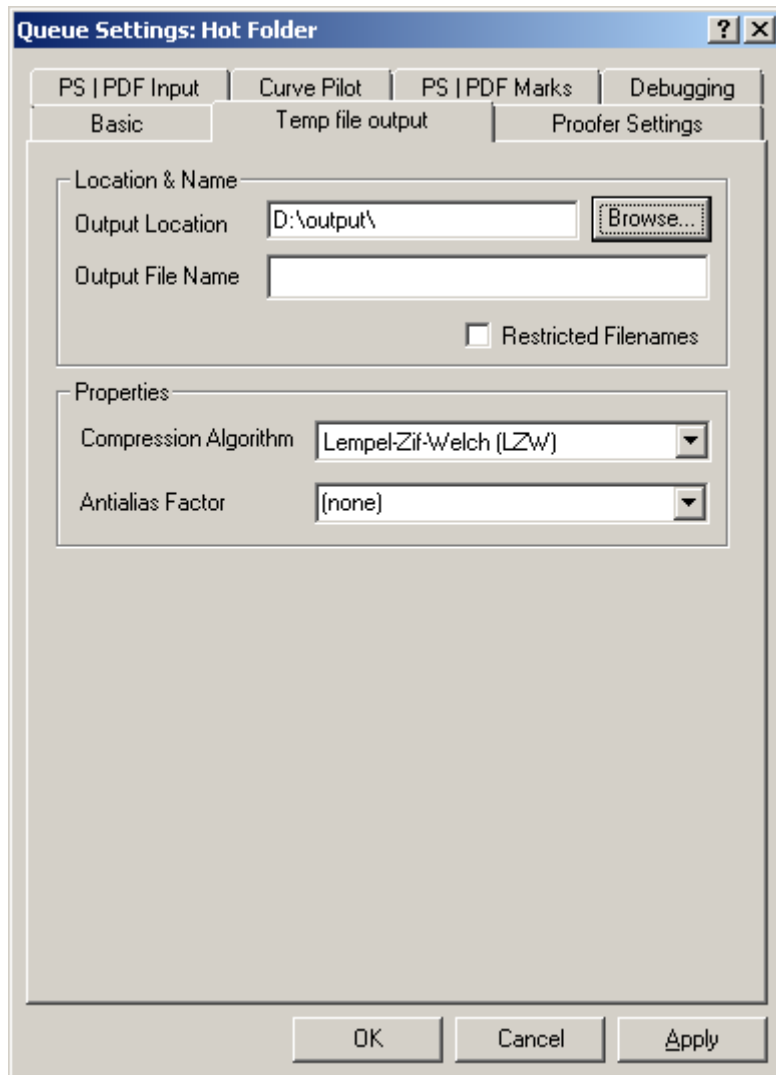 Queue Settings: Hot Folder
PS | PDF Input Curve Pilot PS | PDF Marks Debugging
Basic Temp file output Proofer Settings
Location & Name
Output Location D:\output\ Browse...
Output File Name
Restricted Filenames
Properties
Compression Algorithm Lempel-Zif-Welch (LZW)
Antialias Factor (none)
OK Cancel Apply